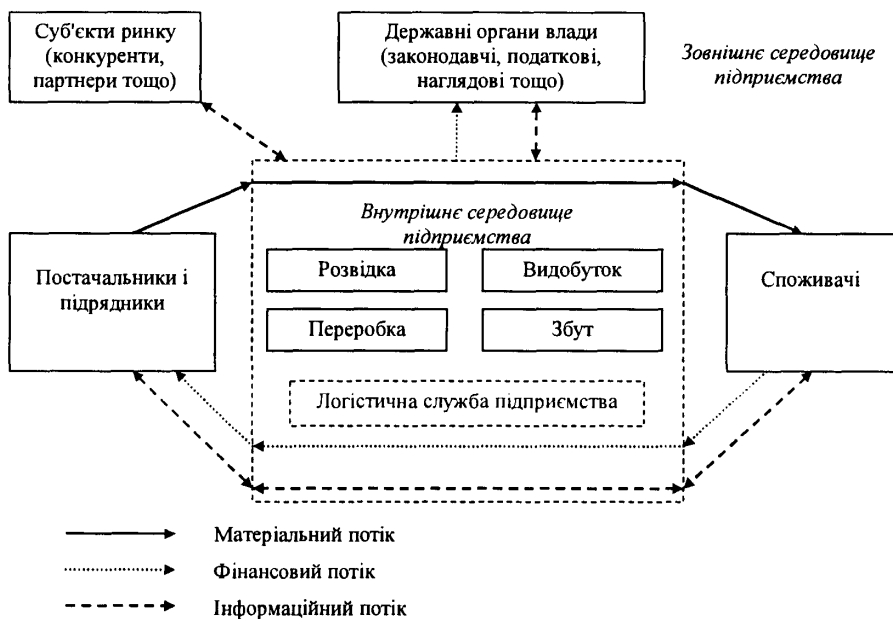 Суб'єкти ринку
(конкуренти,
партнери тощо)
Державні органи влади
(законодавчі, податкові,
наглядові тощо)
Зовнішнє середовище
підприємства
Внутрішнє середовище
підприємства
Постачальники і
підрядники
Розвідка
Видобуток
Переробка
Збут
Споживачі
Логістична служба підприємства
Матеріальний потік
Фінансовий потік
Інформаційний потік